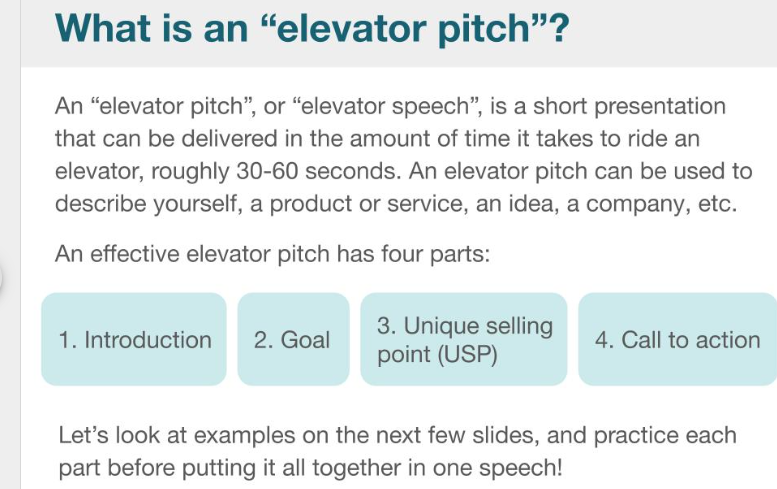 What is an “elevator pitch”?
An “elevator pitch”, or “elevator speech”, is a short presentation
that can be delivered in the amount of time it takes to ride an
elevator, roughly 30-60 seconds. An elevator pitch can be used to
describe yourself, a product or service, an idea, a company, etc.
An effective elevator pitch has four parts:
1. Introduction
2. Goal
3. Unique selling
point (USP)
4. Call to action
Let’s look at examples on the next few slides, and practice each
part before putting it all together in one speech!